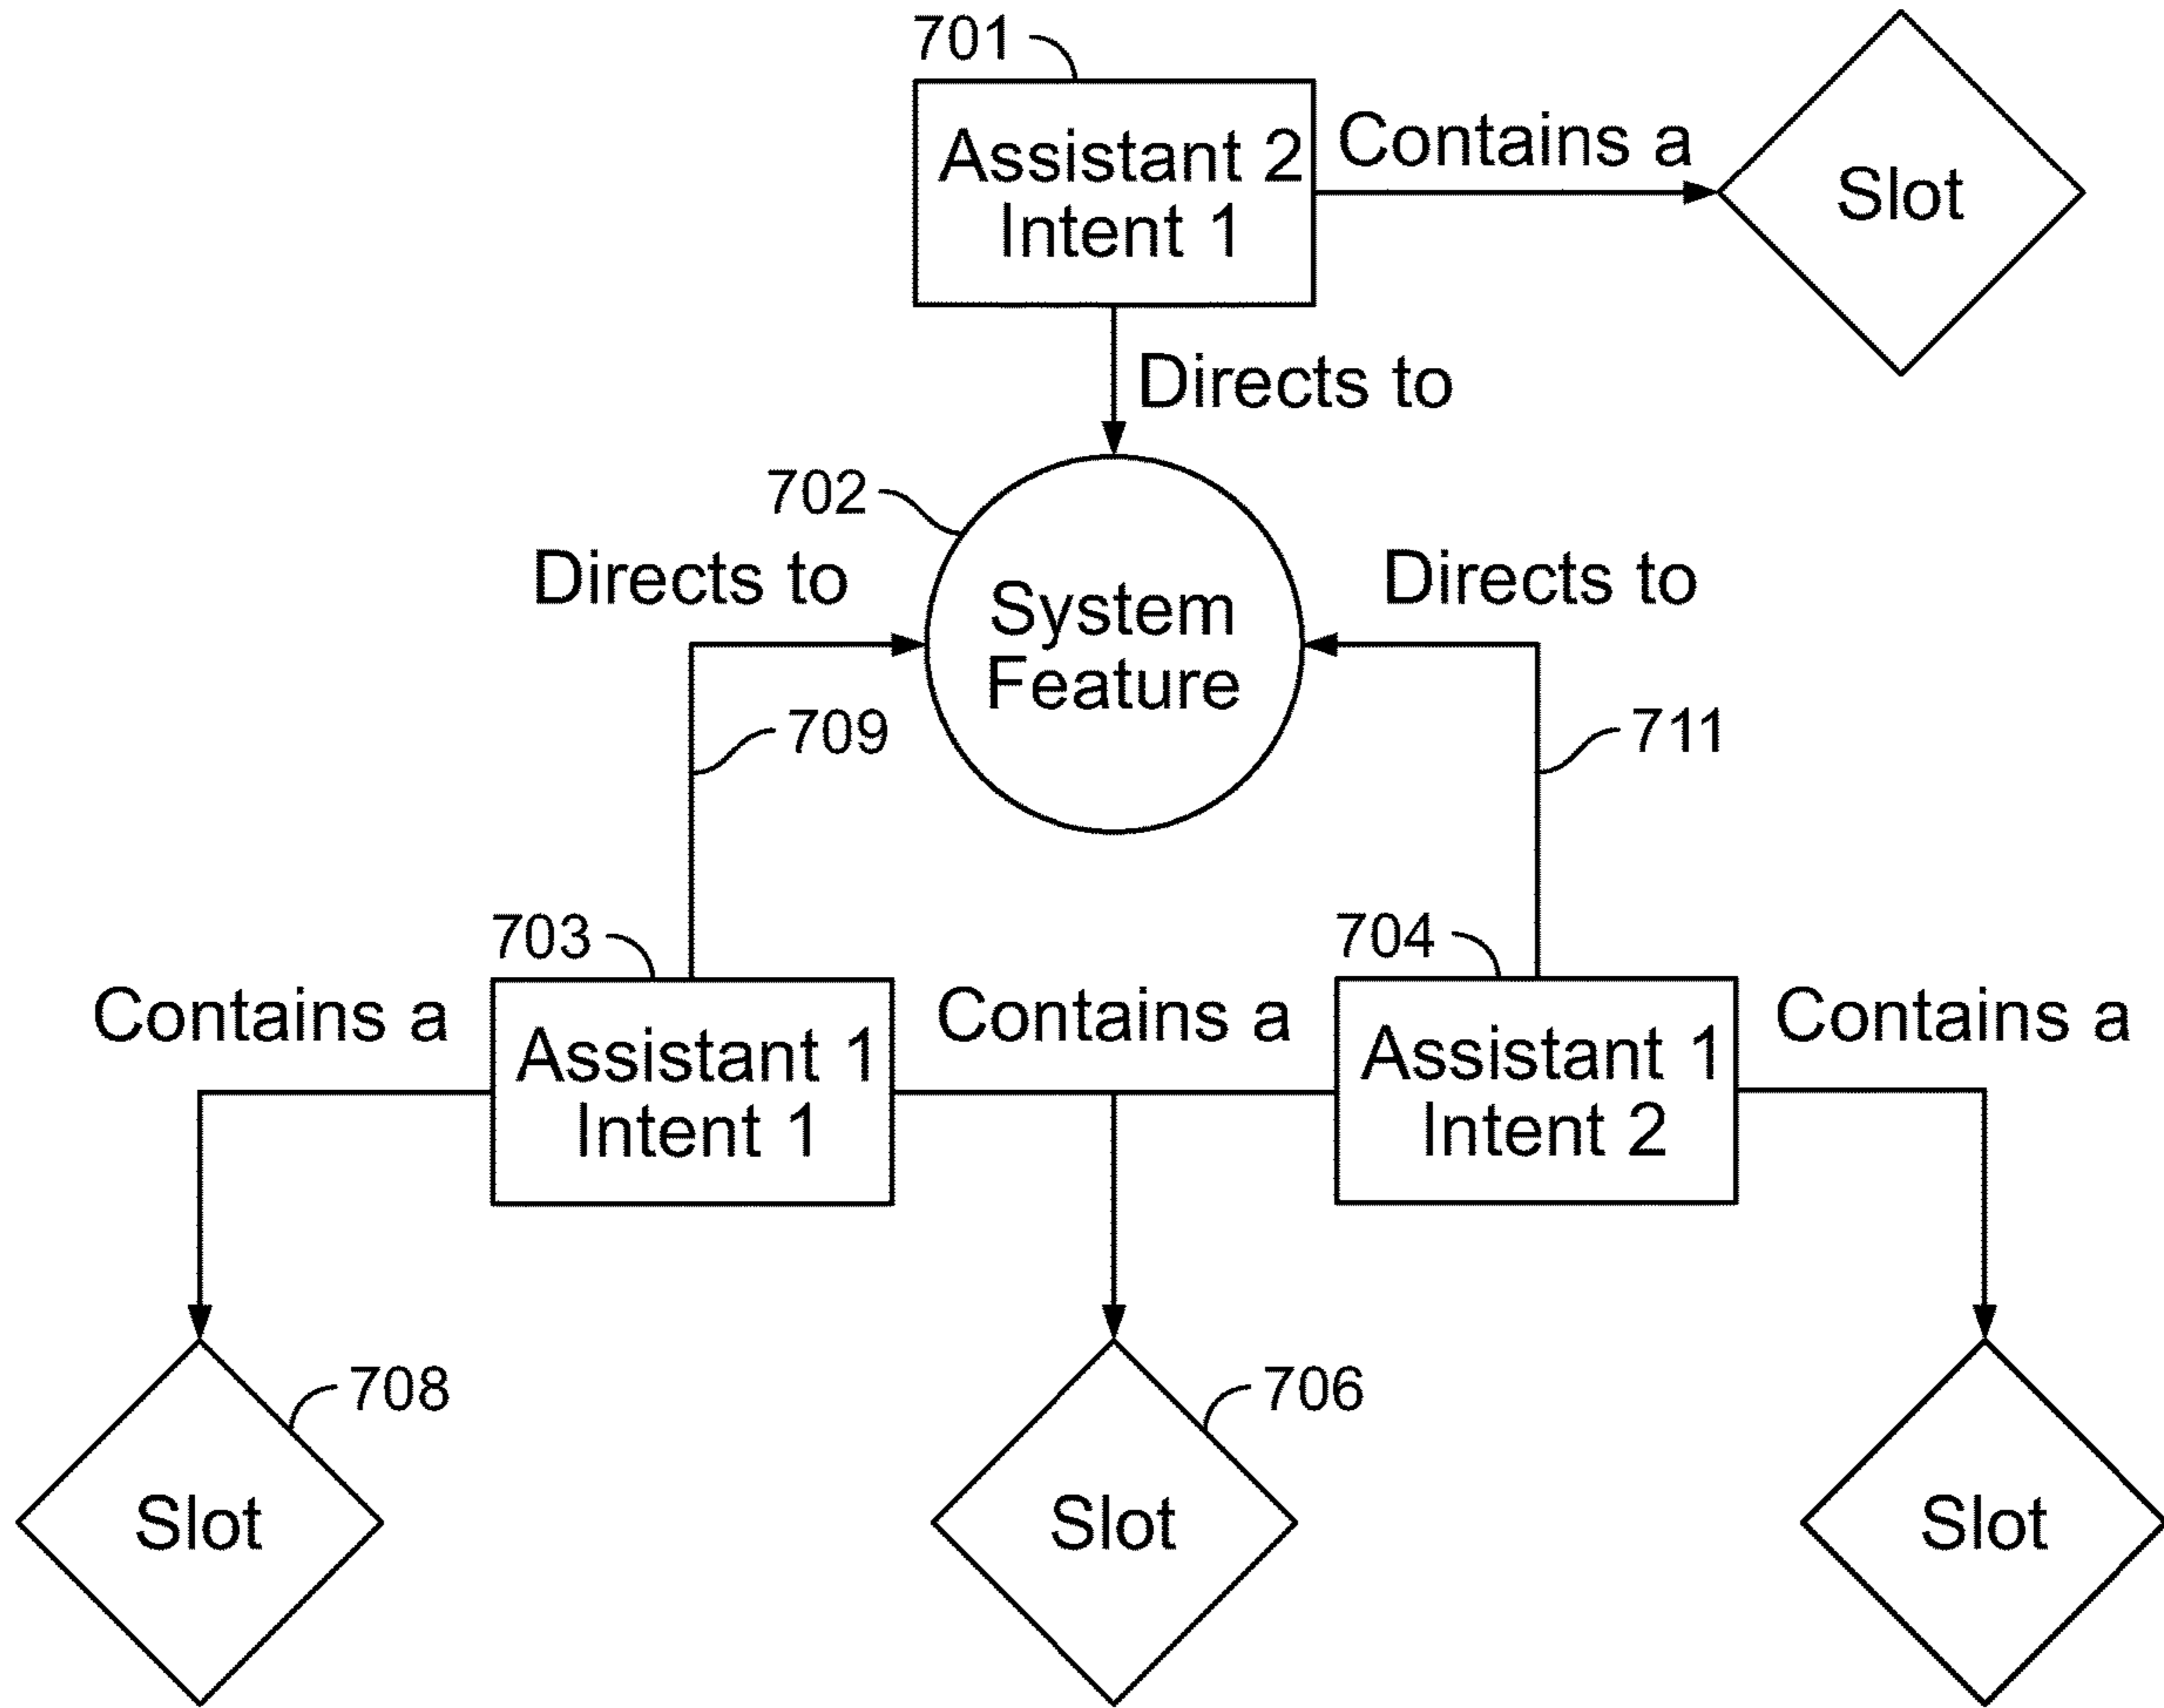 701
Assistant 2
Intent 1
Contains a
Slot
Directs to
702
Directs to
System
Feature
Directs to
709
711
703
704
Contains a
Assistant 1
Intent 1
Contains a
Assistant 1
Intent 2
Contains a
708
Slot
706
Slot
Slot